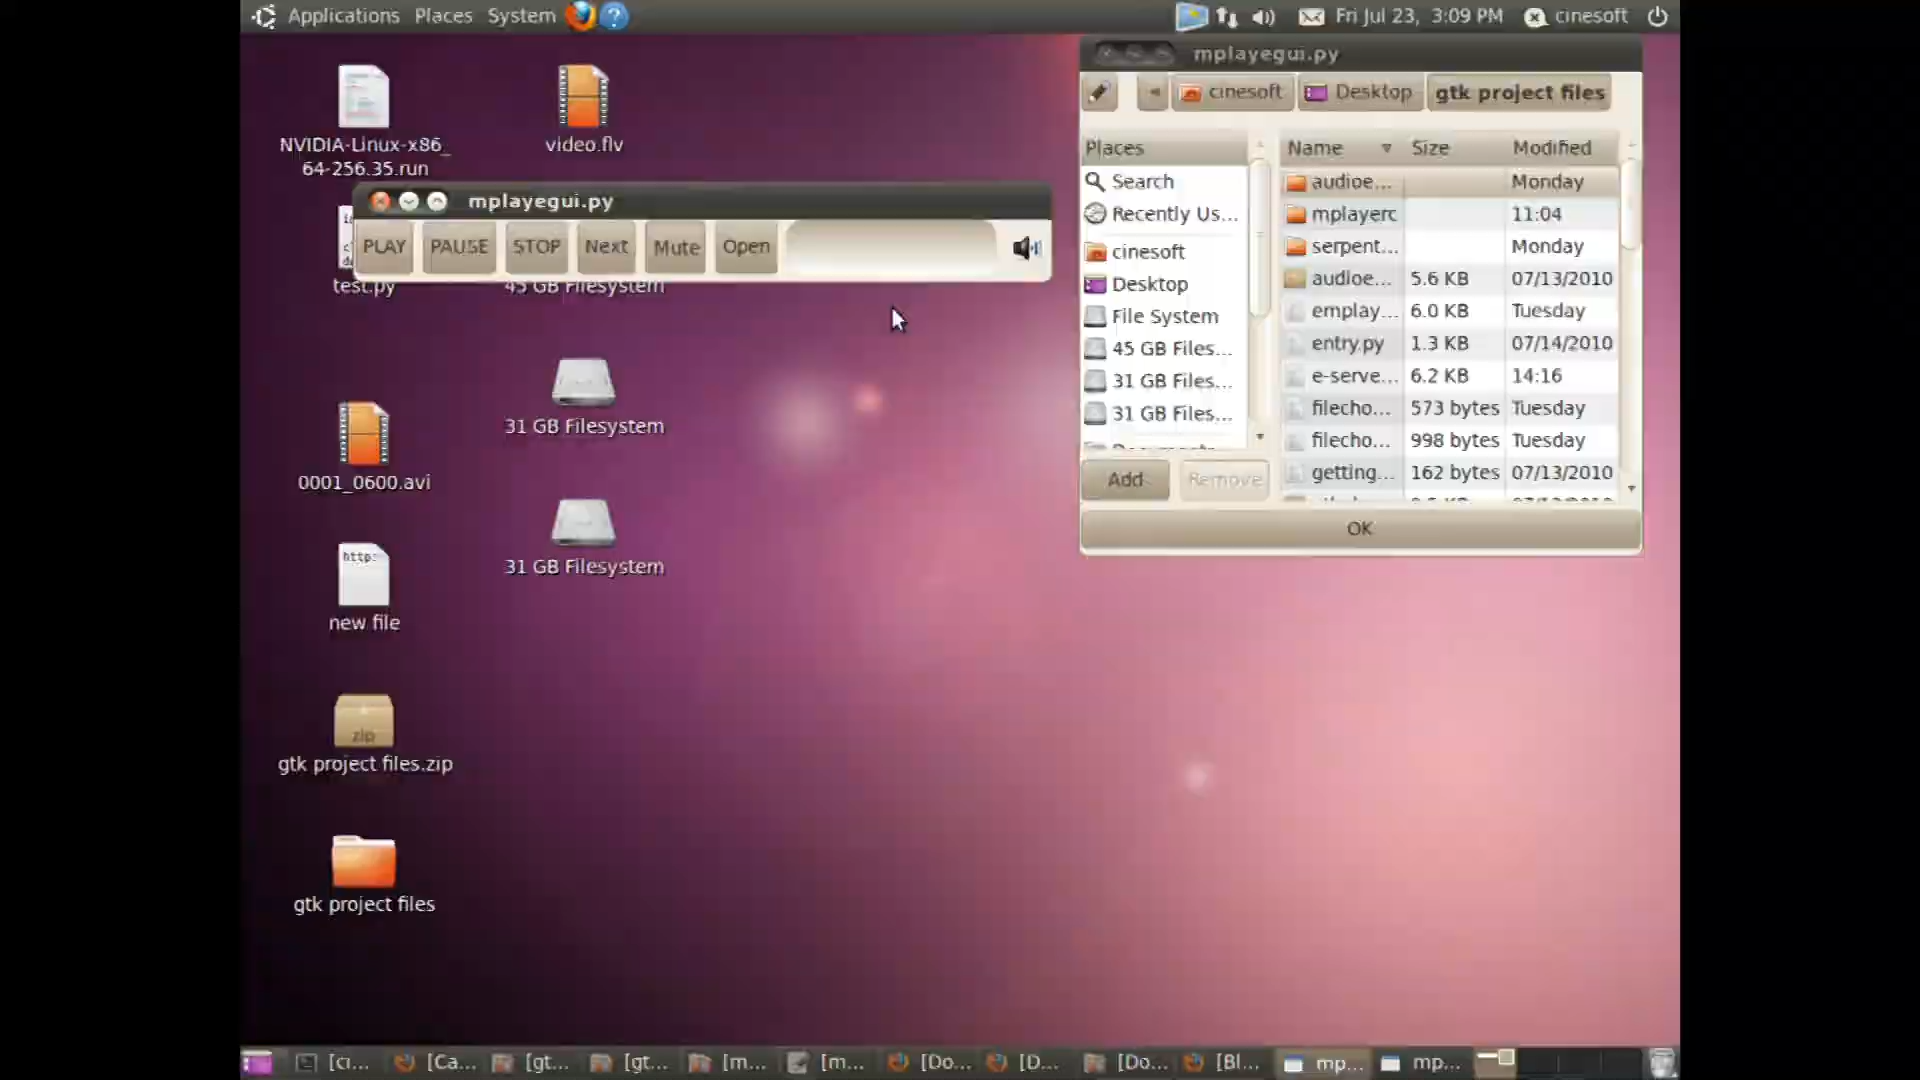 Applications Places System
Fri Jul 23, 3:09 PM cinesoft
NVIDIA-Linux-x86_
64-256.35.run
video.flv
mplayegui.py
PLAY PAUSE STOP Next Mute Open
test.py
45 GB Filesystem
31 GB Filesystem
0001_0600.avi
http:
new file
31 GB Filesystem
zip
gtk project files.zip
gtk project files
mplayegui.py
cinesoft Desktop gtk project files
Places
Search
Recently Us...
cinesoft
Desktop
File System
45 GB Files...
31 GB Files...
31 GB Files...
Add Remove
Name Size Modified
audioe... Monday
mplayerc 11:04
serpent... Monday
audioe... 5.6 KB 07/13/2010
emplay... 6.0 KB Tuesday
entry.py 1.3 KB 07/14/2010
e-serve... 6.2 KB 14:16
filecho... 573 bytes Tuesday
filecho... 998 bytes Tuesday
getting... 162 bytes 07/13/2010
OK
[Ca... [gt... [gt... [m... [m... [Do... [D... [Do... [Bl... mp... mp...